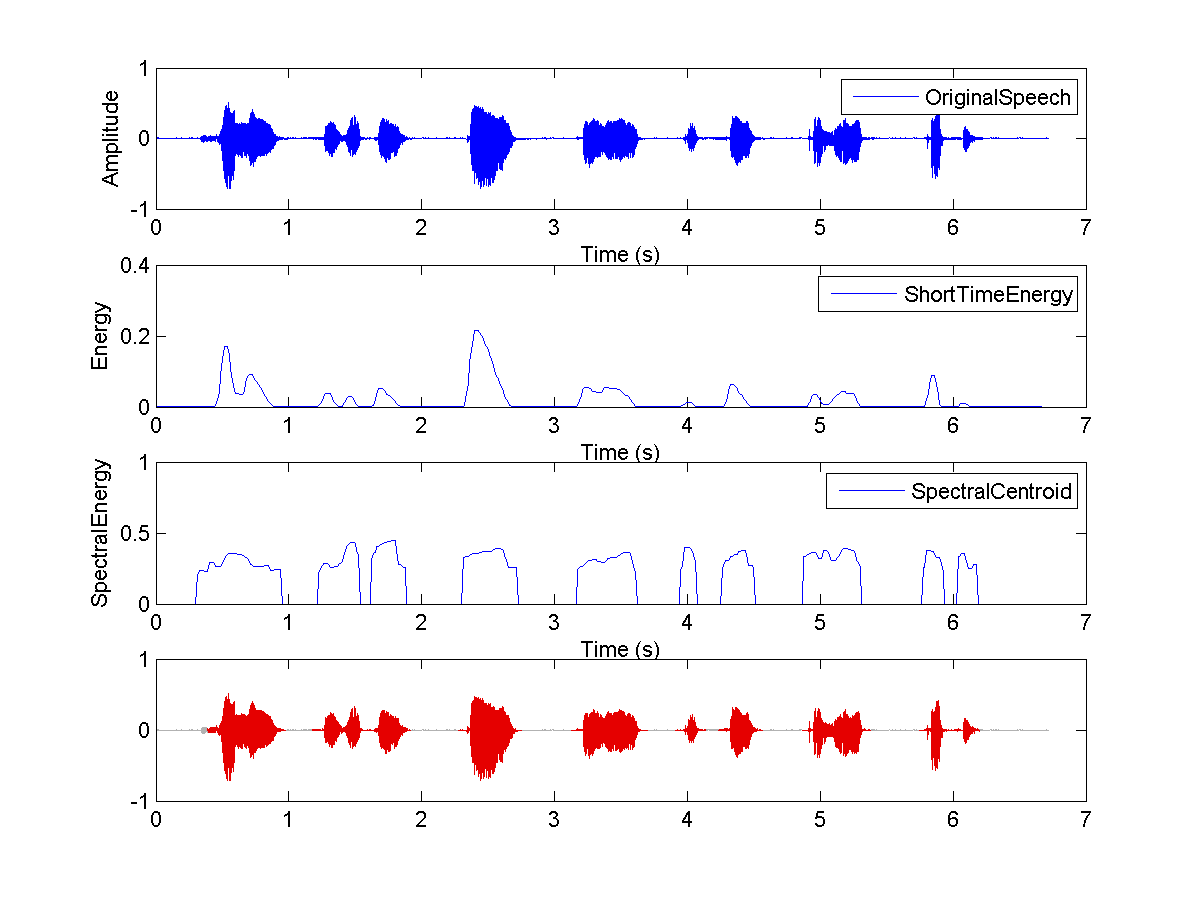 1
0
-1
Amplitude
OriginalSpeech
0 1 2 3 4 5 6 7
Time (s)
0.4
0.2
0
Energy
ShortTimeEnergy
0 1 2 3 4 5 6 7
Time (s)
1
0.5
0
SpectralEnergy
SpectralCentroid
0 1 2 3 4 5 6 7
Time (s)
1
0
-1
0 1 2 3 4 5 6 7